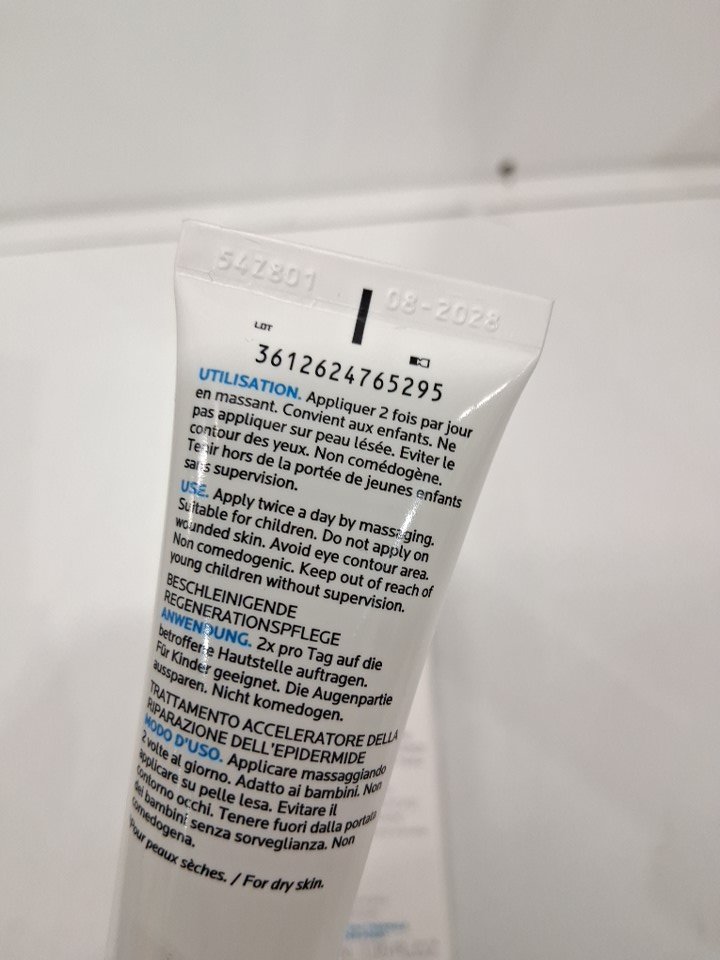 54Z801 08-2028
LOT
3612624765295
UTILISATION. Appliquer 2 fois par jour
en massant. Convient aux enfants. Ne
pas appliquer sur peau lésée. Eviter le
contour des yeux. Non comédogène.
Tenir hors de la portée de jeunes enfants
sans supervision.
USE. Apply twice a day by massaging.
Suitable for children. Do not apply on
wounded skin. Avoid eye contour area.
Non comedogenic. Keep out of reach of
young children without supervision.
BESCHLEINIGENDE
REGENERATIONSPFLEGE
ANWENDUNG. 2x pro Tag auf die
betroffene Hautstelle auftragen.
Für Kinder geeignet. Die Augenpartie
aussparen. Nicht komedogen.
TRATTAMENTO ACCELERATORE DELLA
RIPARAZIONE DELL'EPIDERMIDE
MODO D'USO. Applicare massaggiando
2 volte al giorno. Adatto ai bambini. Non
applicare su pelle lesa. Evitare il
contorno occhi. Tenere fuori dalla portata
dei bambini senza sorveglianza. Non
comedogena.
Pour peaux sèches. / For dry skin.